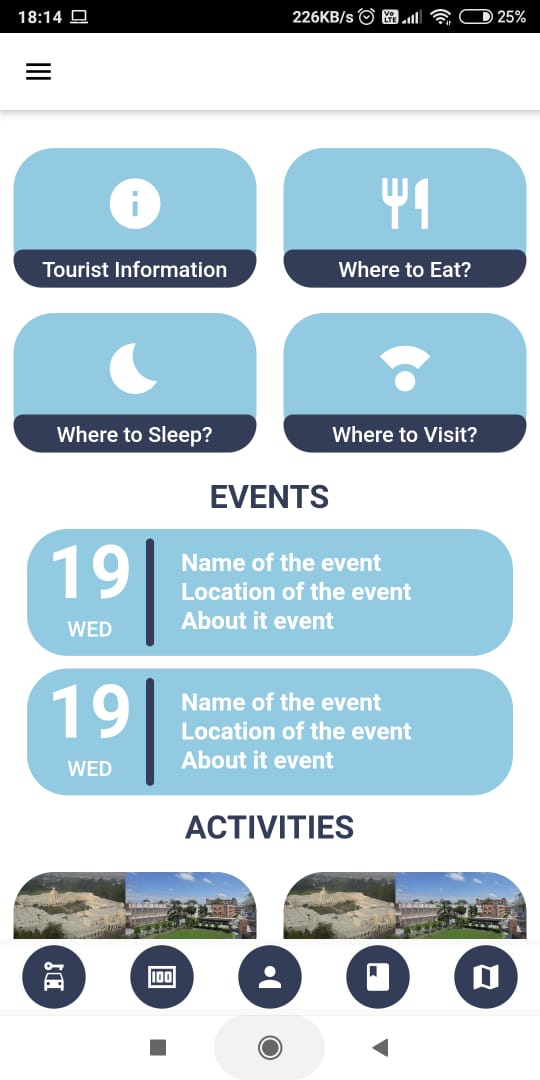 18:14
226KB/s
Vo
LTE
25%
Tourist Information
Where to Eat?
Where to Sleep?
Where to Visit?
EVENTS
19
WED
Name of the event
Location of the event
About it event
19
WED
Name of the event
Location of the event
About it event
ACTIVITIES
100